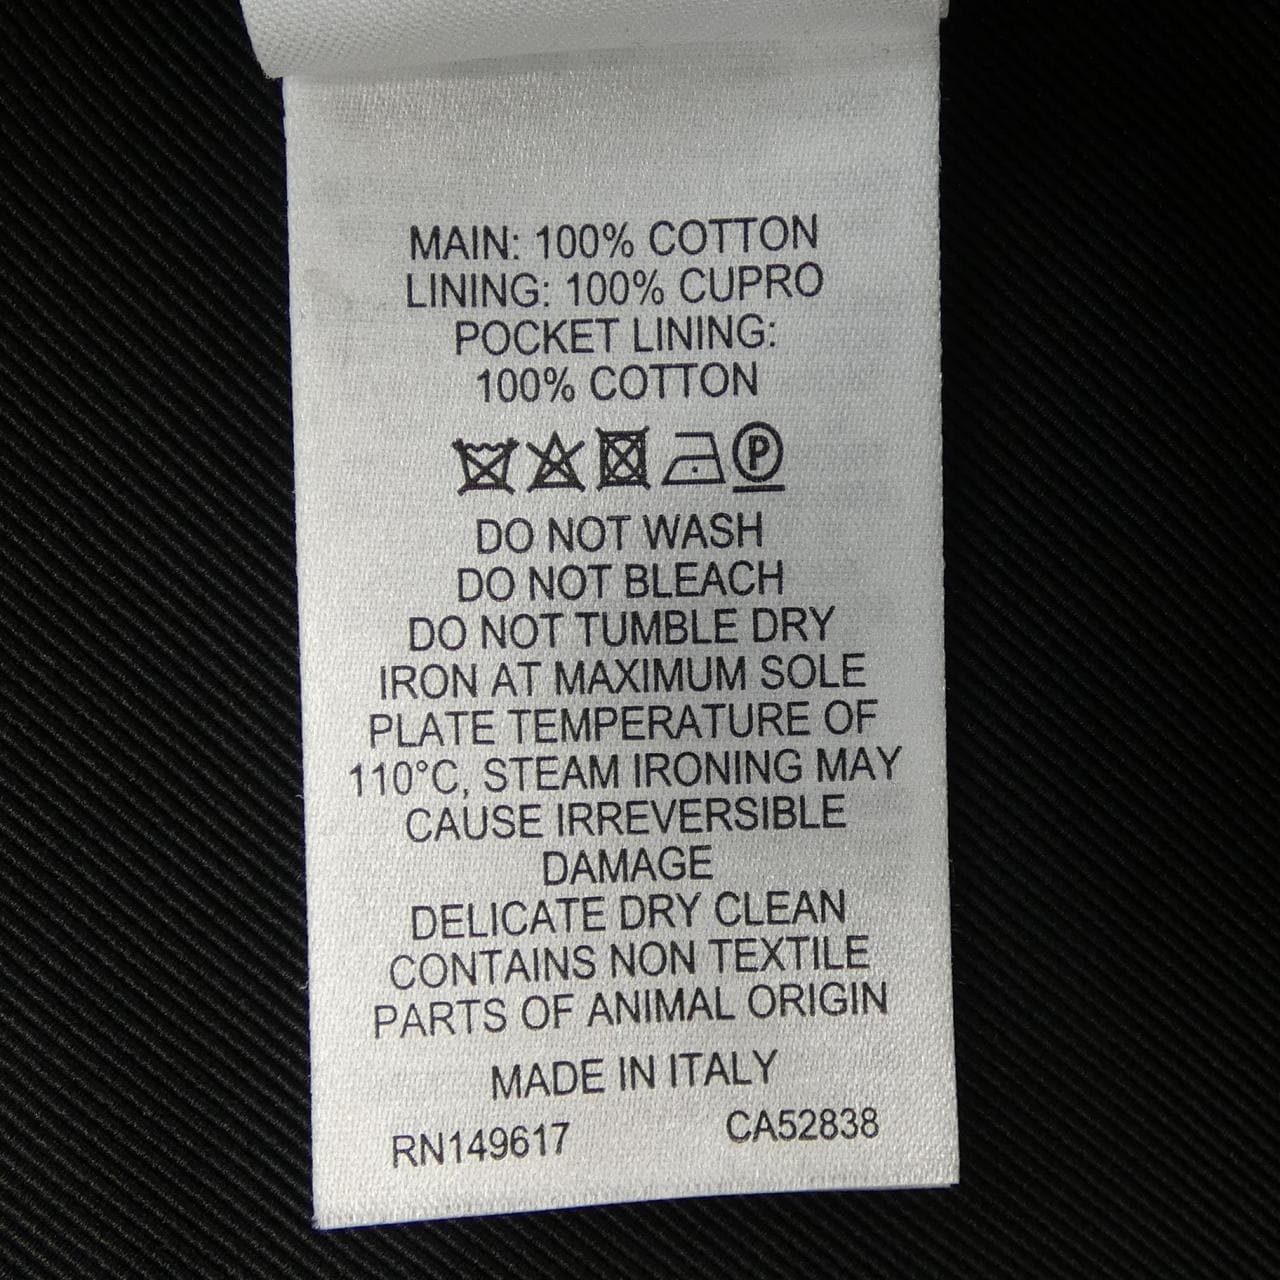 MAIN: 100% COTTON
LINING: 100% CUPRO
POCKET LINING:
100% COTTON
P
DO NOT WASH
DO NOT BLEACH
DO NOT TUMBLE DRY
IRON AT MAXIMUM SOLE
PLATE TEMPERATURE OF
110°C, STEAM IRONING MAY
CAUSE IRREVERSIBLE
DAMAGE
DELICATE DRY CLEAN
CONTAINS NON TEXTILE
PARTS OF ANIMAL ORIGIN
MADE IN ITALY
RN149617 CA52838